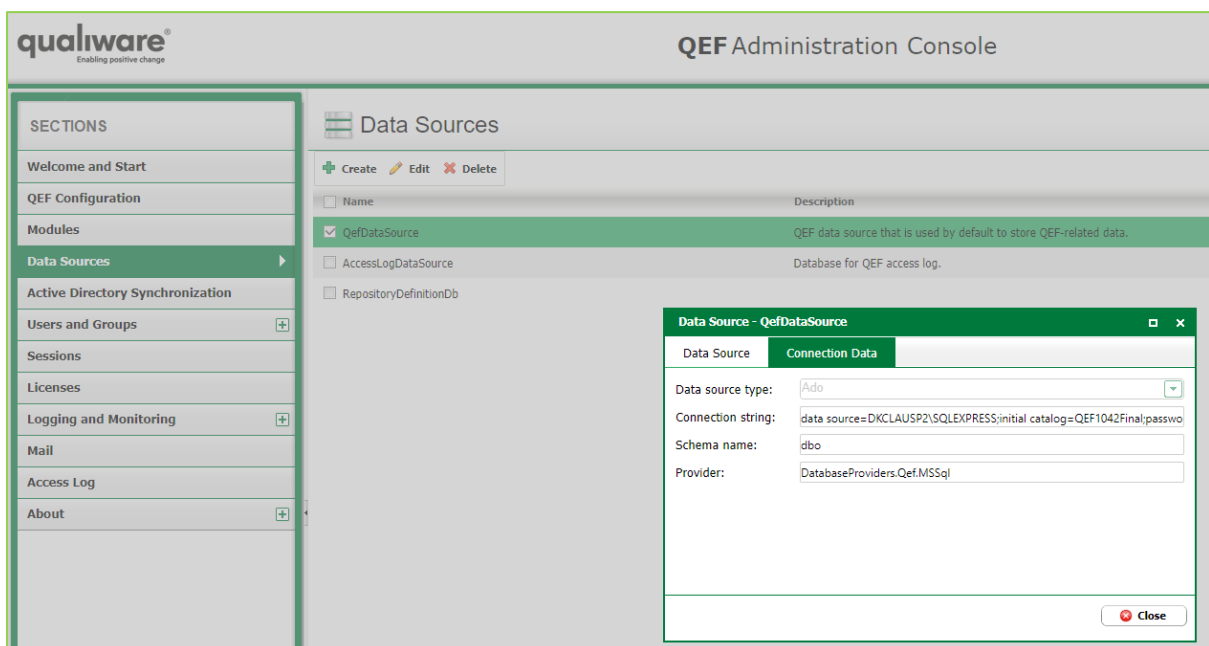 qualiware®
Enabling positive change
QEF Administration Console
SECTIONS
Welcome and Start
QEF Configuration
Modules
Data Sources
Active Directory Synchronization
Users and Groups
Sessions
Licenses
Logging and Monitoring
Mail
Access Log
About
Data Sources
Create Edit Delete
Name Description
QefDataSource QEF data source that is used by default to store QEF-related data.
AccessLogDataSource Database for QEF access log.
RepositoryDefinitionDb
Data Source - QefDataSource
Data Source Connection Data
Data source type: Ado
Connection string: data source=DKCLAUSP2\SQLEXPRESS;initial catalog=QEF1042Final;passwo
Schema name: dbo
Provider: DatabaseProviders.Qef.MSSql
Close